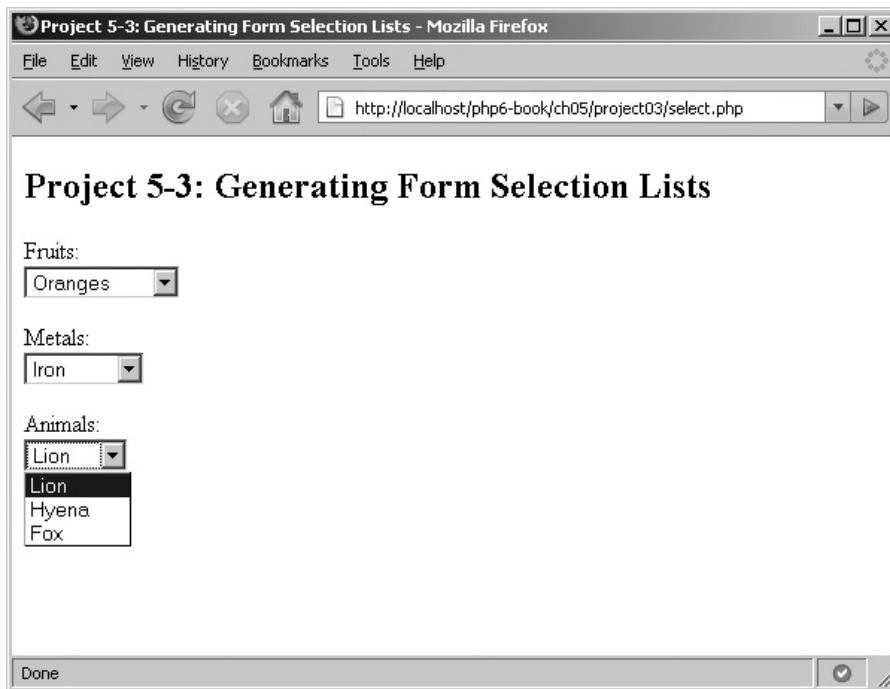 Project 5-3: Generating Form Selection Lists - Mozilla Firefox
File Edit View History Bookmarks Tools Help
http://localhost/php6-book/ch05/project03/select.php
Project 5-3: Generating Form Selection Lists
Fruits:
Oranges
Metals:
Iron
Animals:
Lion
Lion
Hyena
Fox
Done